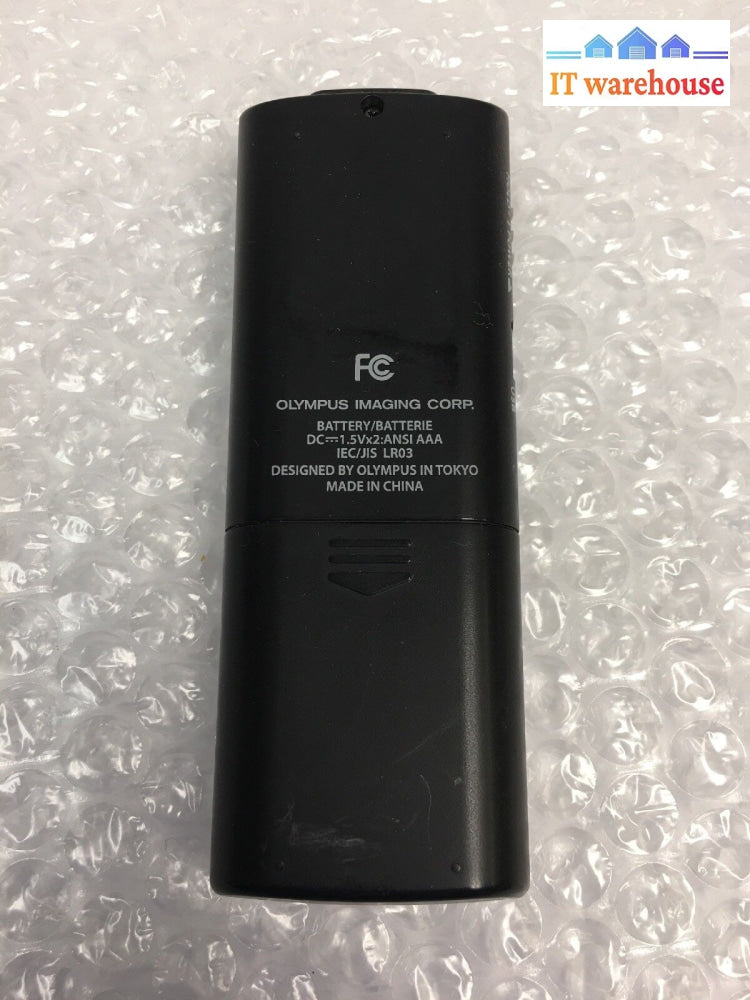 IT warehouse
FC
OLYMPUS IMAGING CORP.
BATTERY/BATTERIE
DC⎓1.5Vx2:ANSI AAA
IEC/JIS LR03
DESIGNED BY OLYMPUS IN TOKYO
MADE IN CHINA